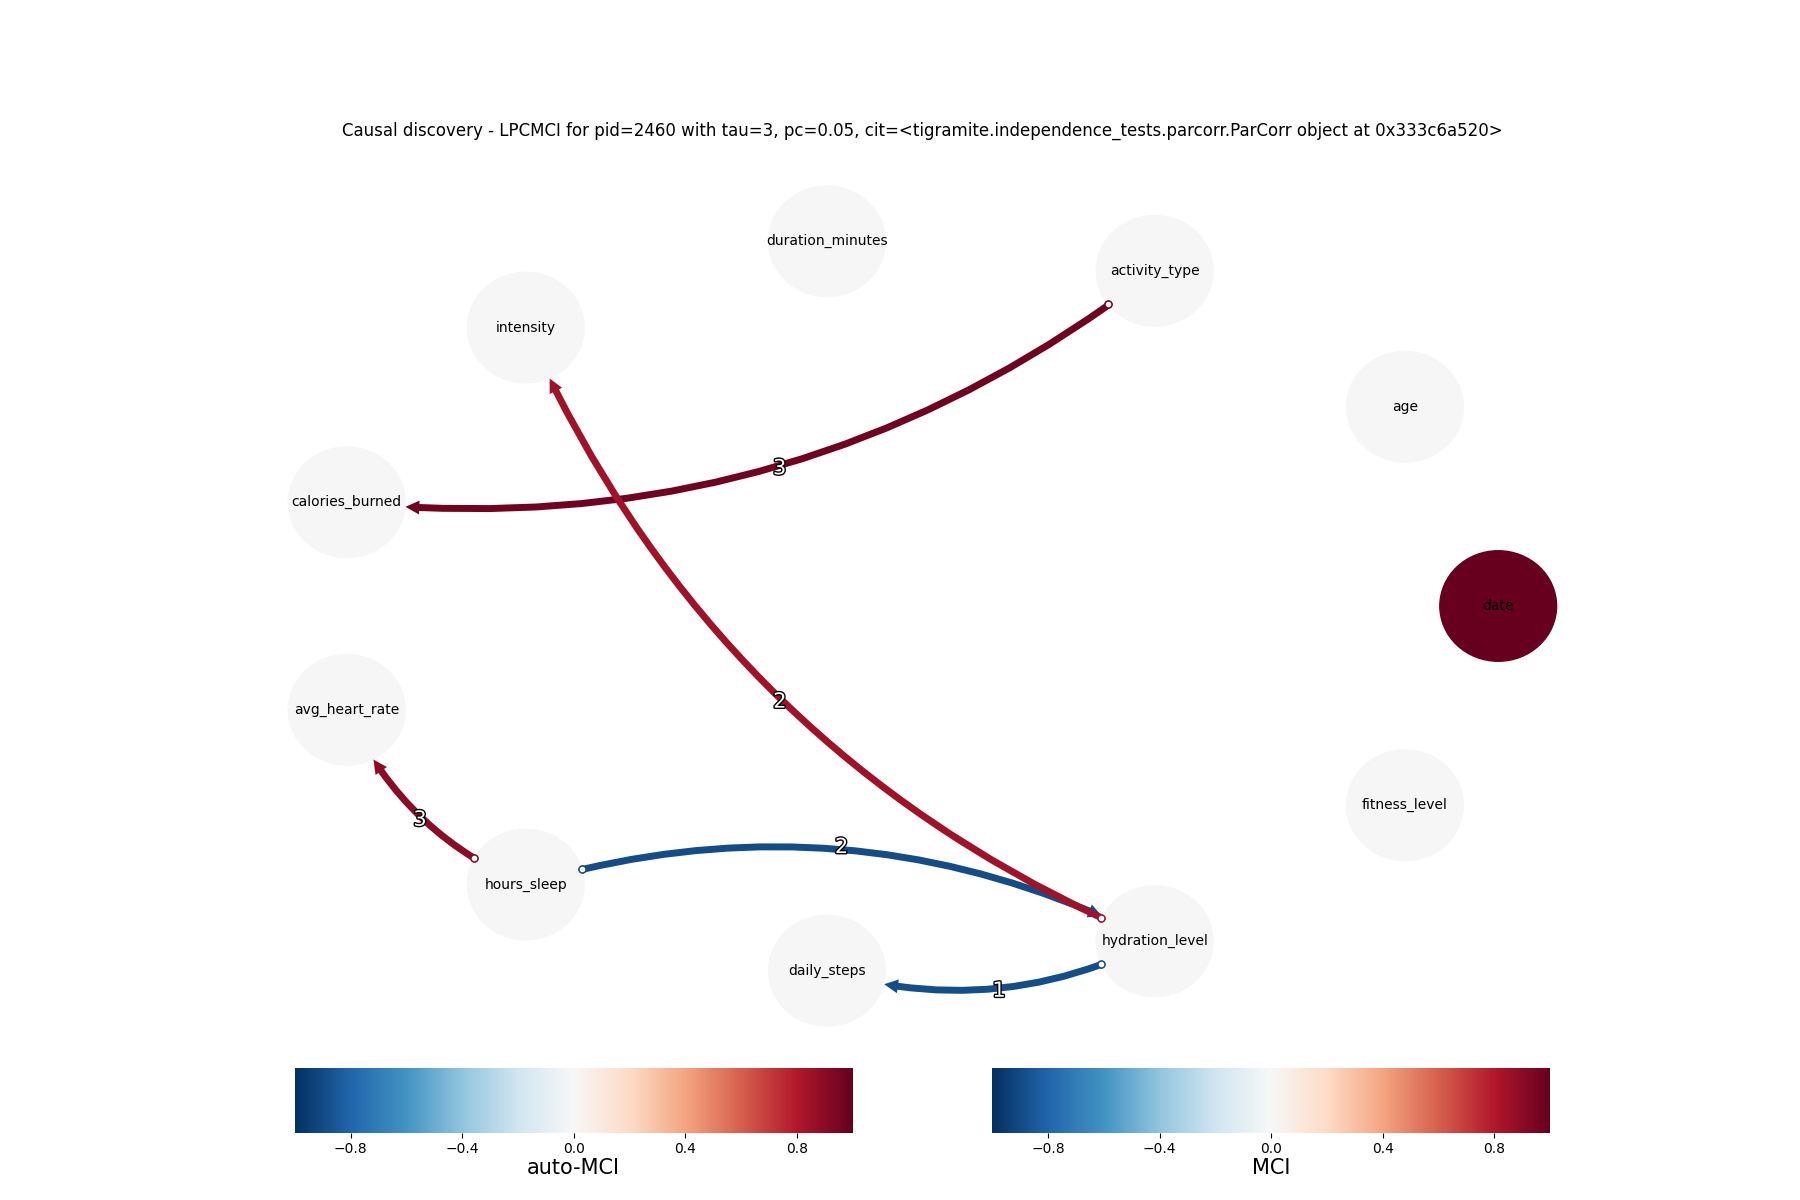 Causal discovery - LPCMCI for pid=2460 with tau=3, pc=0.05, cit=<tigramite.independence_tests.parcorr.ParCorr object at 0x333c6a520>
duration_minutes
activity_type
intensity
age
3
calories_burned
date
2
avg_heart_rate
fitness_level
3
2
hours_sleep
hydration_level
daily_steps
1
−0.8 −0.4 0.0 0.4 0.8
auto-MCI
−0.8 −0.4 0.0 0.4 0.8
MCI